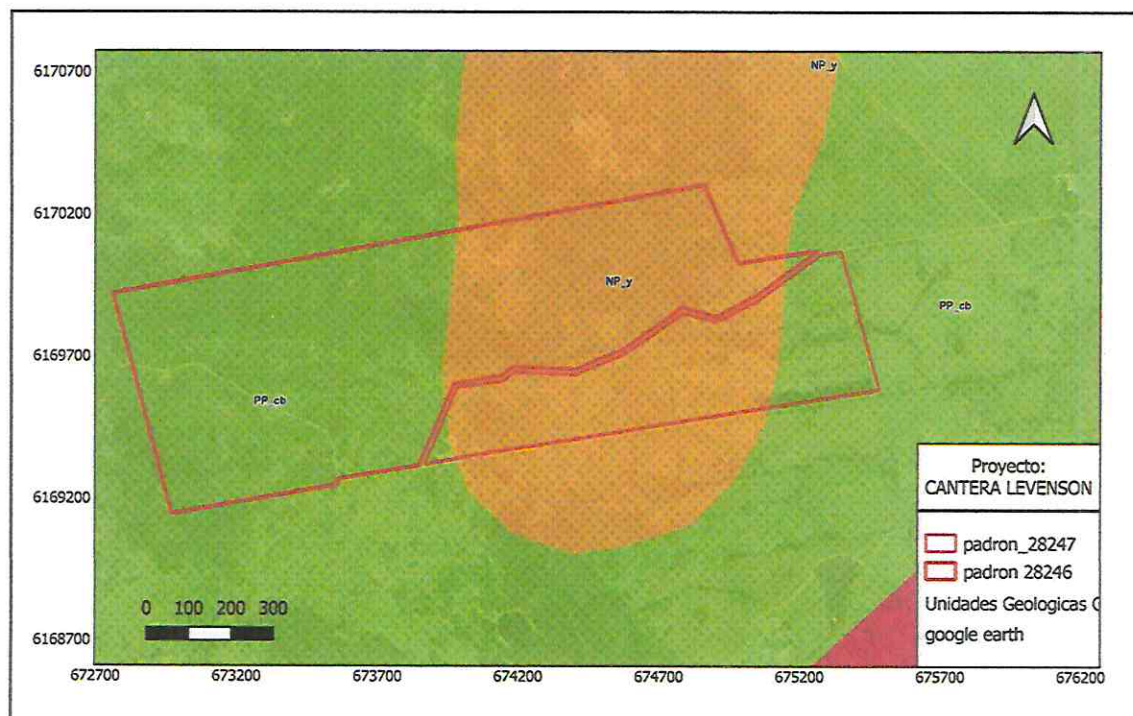 6170700
NP_y
6170200
NP_y
PP_cb
6169700
PP_cb
6169200
Proyecto:
CANTERA LEVENSON
padron_28247
padron 28246
Unidades Geologicas
google earth
0 100 200 300
6168700
672700 673200 673700 674200 674700 675200 675700 676200